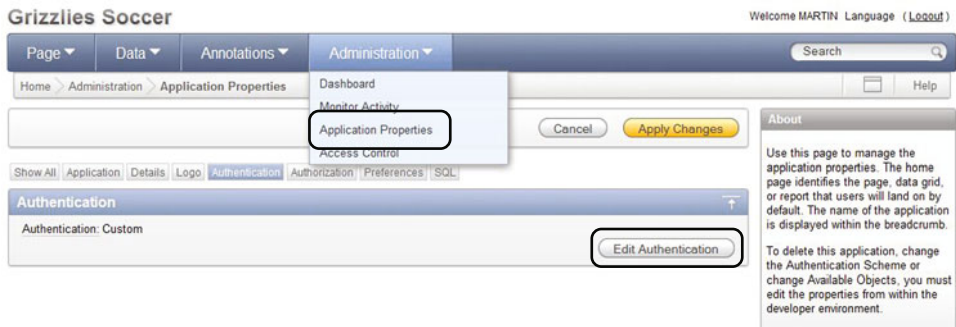 Grizzlies Soccer
Welcome MARTIN Language (Logout)
Page Data Annotations Administration
Search
Home Administration Application Properties
Help
Dashboard
Monitor Activity
Application Properties
Access Control
Cancel Apply Changes
Show All Application Details Logo Authentication Authorization Preferences SQL
Authentication
Authentication: Custom
Edit Authentication
About
Use this page to manage the
application properties. The home
page identifies the page, data grid,
or report that users will land on by
default. The name of the application
is displayed within the breadcrumb.
To delete this application, change
the Authentication Scheme or
change Available Objects, you must
edit the properties from within the
developer environment.